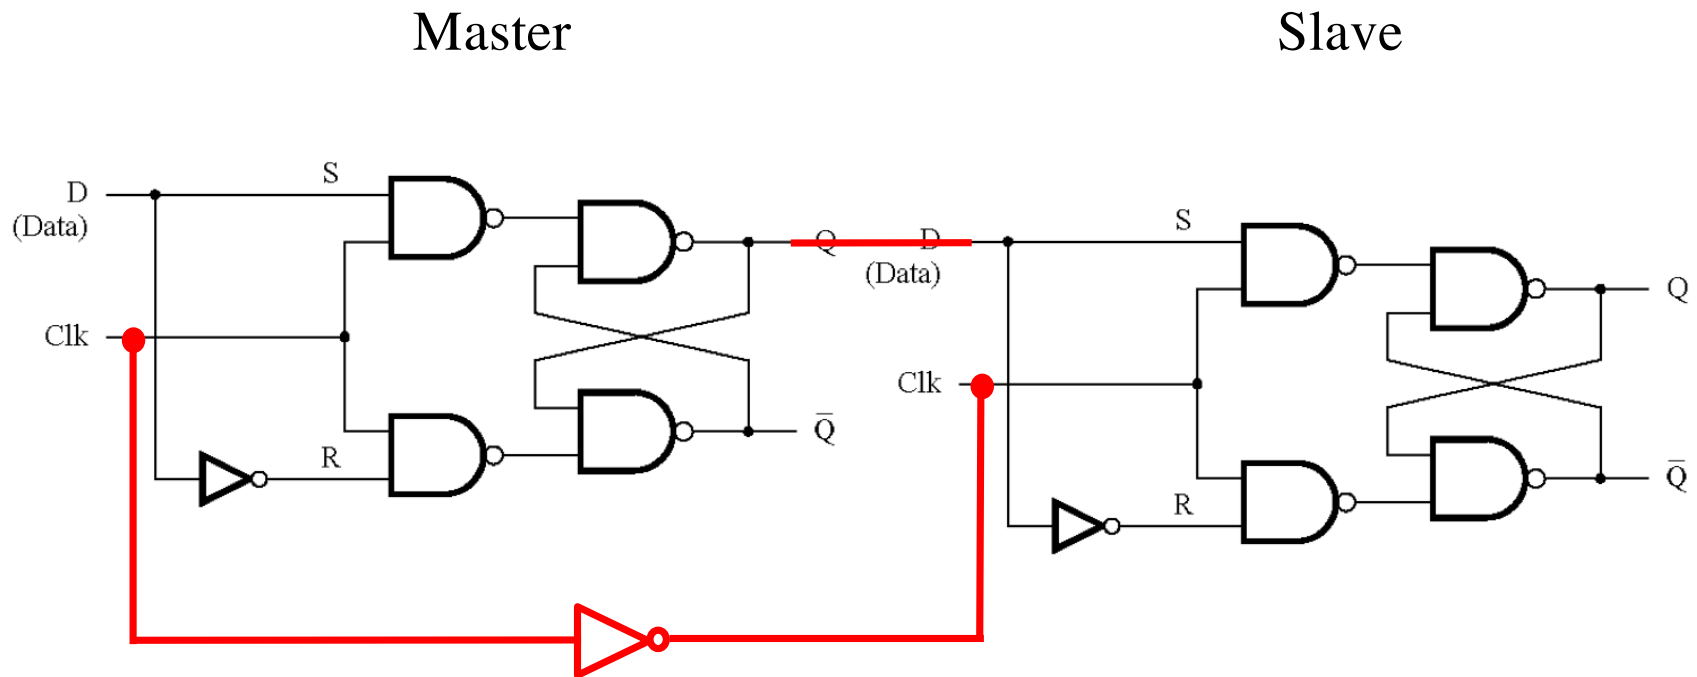 Master
Slave
D
(Data)
S
Clk
R
Q
Q̅
D
(Data)
S
Clk
R
Q
Q̅